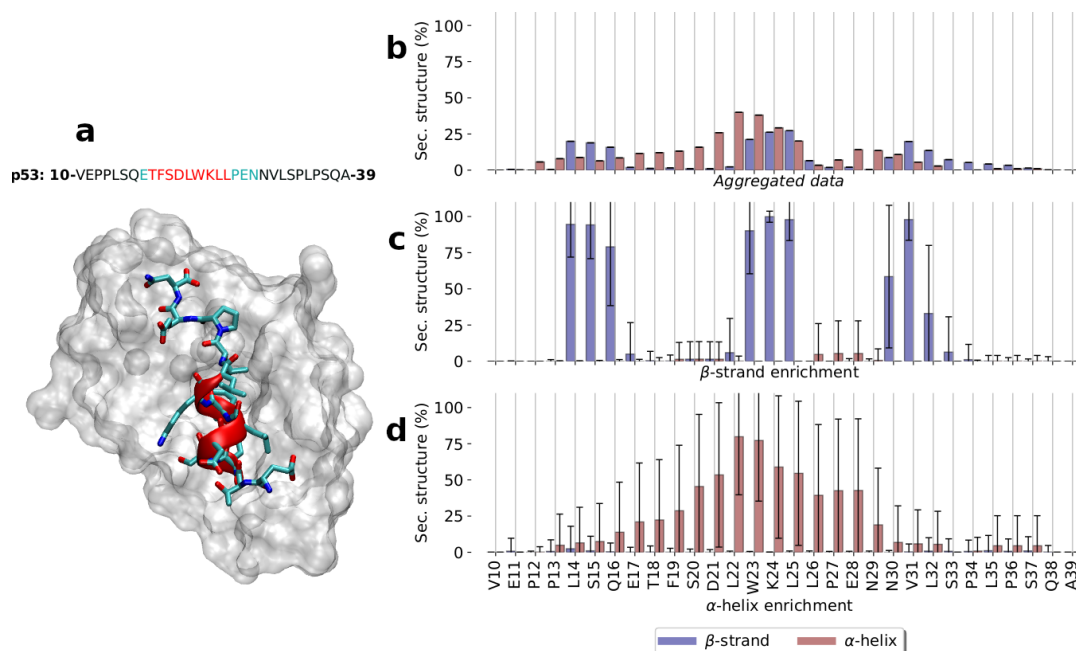 a
p53: 10-VEPPLSQETFSDLWKLLPENNVLSPLPSQA-39
b
Sec. structure (%)
100
75
50
25
0
Aggregated data
c
Sec. structure (%)
100
75
50
25
0
β-strand enrichment
d
Sec. structure (%)
100
75
50
25
0
V10 E11 P12 P13 L14 S15 Q16 E17 T18 F19 S20 D21 L22 W23 K24 L25 L26 P27 E28 N29 N30 V31 L32 S33 P34 L35 P36 S37 Q38 A39
α-helix enrichment
β-strand α-helix